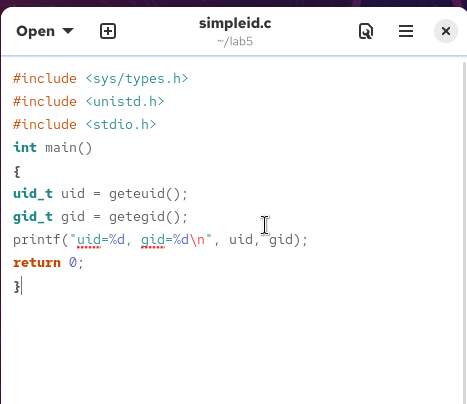 Open
simpleid.c
~/lab5
#include <sys/types.h>
#include <unistd.h>
#include <stdio.h>
int main()
{
uid_t uid = geteuid();
gid_t gid = getegid();
printf("uid=%d, gid=%d\n", uid, gid);
return 0;
}